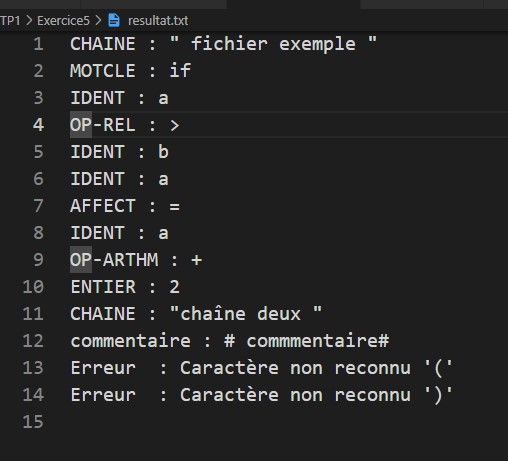 TP1 > Exercice5 > resultat.txt
1 CHAINE : " fichier exemple "
2 MOTCLE : if
3 IDENT : a
4 OP-REL : >
5 IDENT : b
6 IDENT : a
7 AFFECT : =
8 IDENT : a
9 OP-ARTHM : +
10 ENTIER : 2
11 CHAINE : "chaîne deux "
12 commentaire : # commmentaire#
13 Erreur  : Caractère non reconnu '('
14 Erreur  : Caractère non reconnu ')'
15